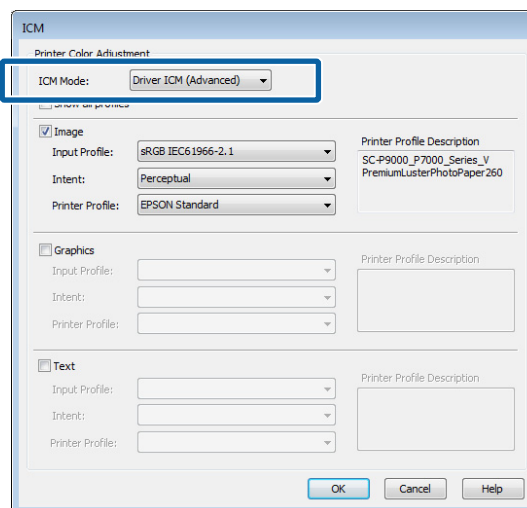 ICM
Printer Color Adjustment
ICM Mode: Driver ICM (Advanced)
Show all profiles
Image
Input Profile: sRGB IEC61966-2.1
Intent: Perceptual
Printer Profile: EPSON Standard
Printer Profile Description
SC-P9000_P7000_Series_V
PremiumLusterPhotoPaper260
Graphics
Input Profile:
Intent:
Printer Profile:
Printer Profile Description
Text
Input Profile:
Intent:
Printer Profile:
Printer Profile Description
OK Cancel Help